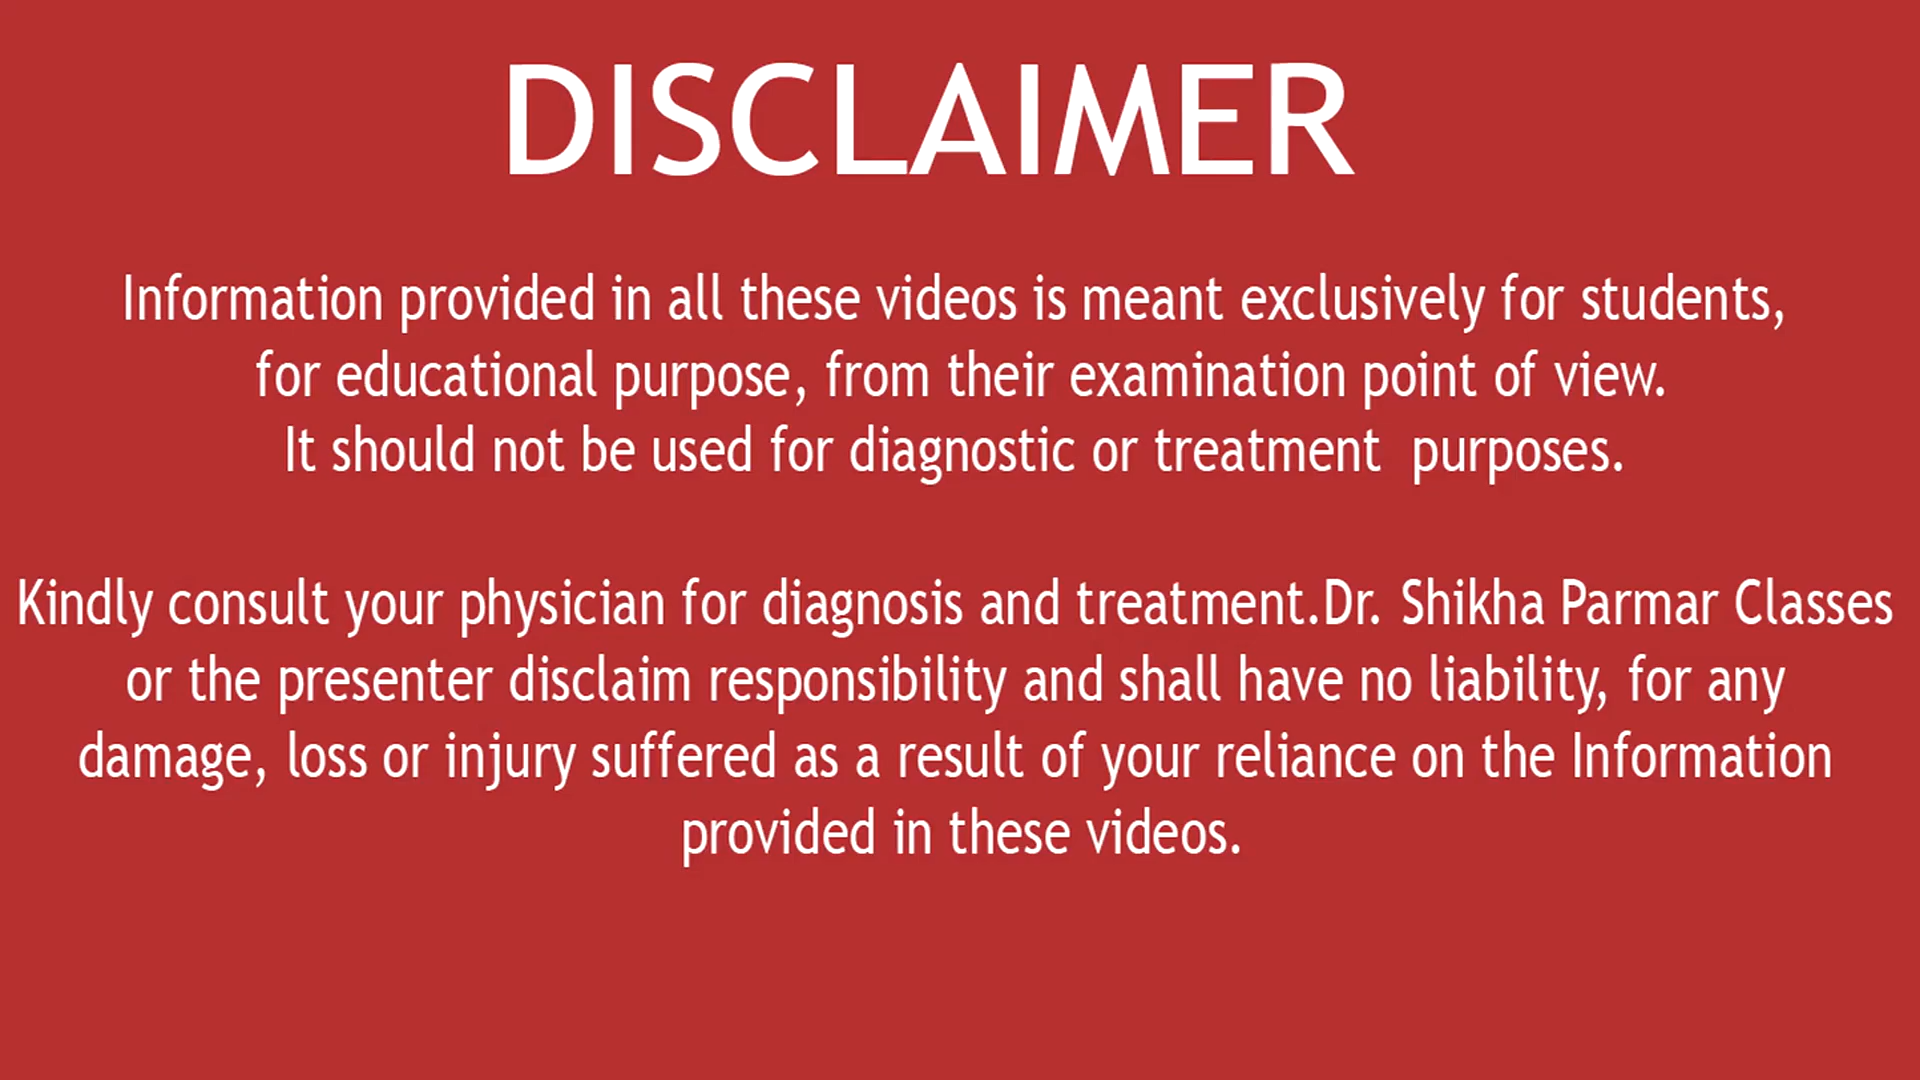 DISCLAIMER
Information provided in all these videos is meant exclusively for students,
for educational purpose, from their examination point of view.
It should not be used for diagnostic or treatment  purposes.
Kindly consult your physician for diagnosis and treatment.Dr. Shikha Parmar Classes
or the presenter disclaim responsibility and shall have no liability, for any
damage, loss or injury suffered as a result of your reliance on the Information
provided in these videos.